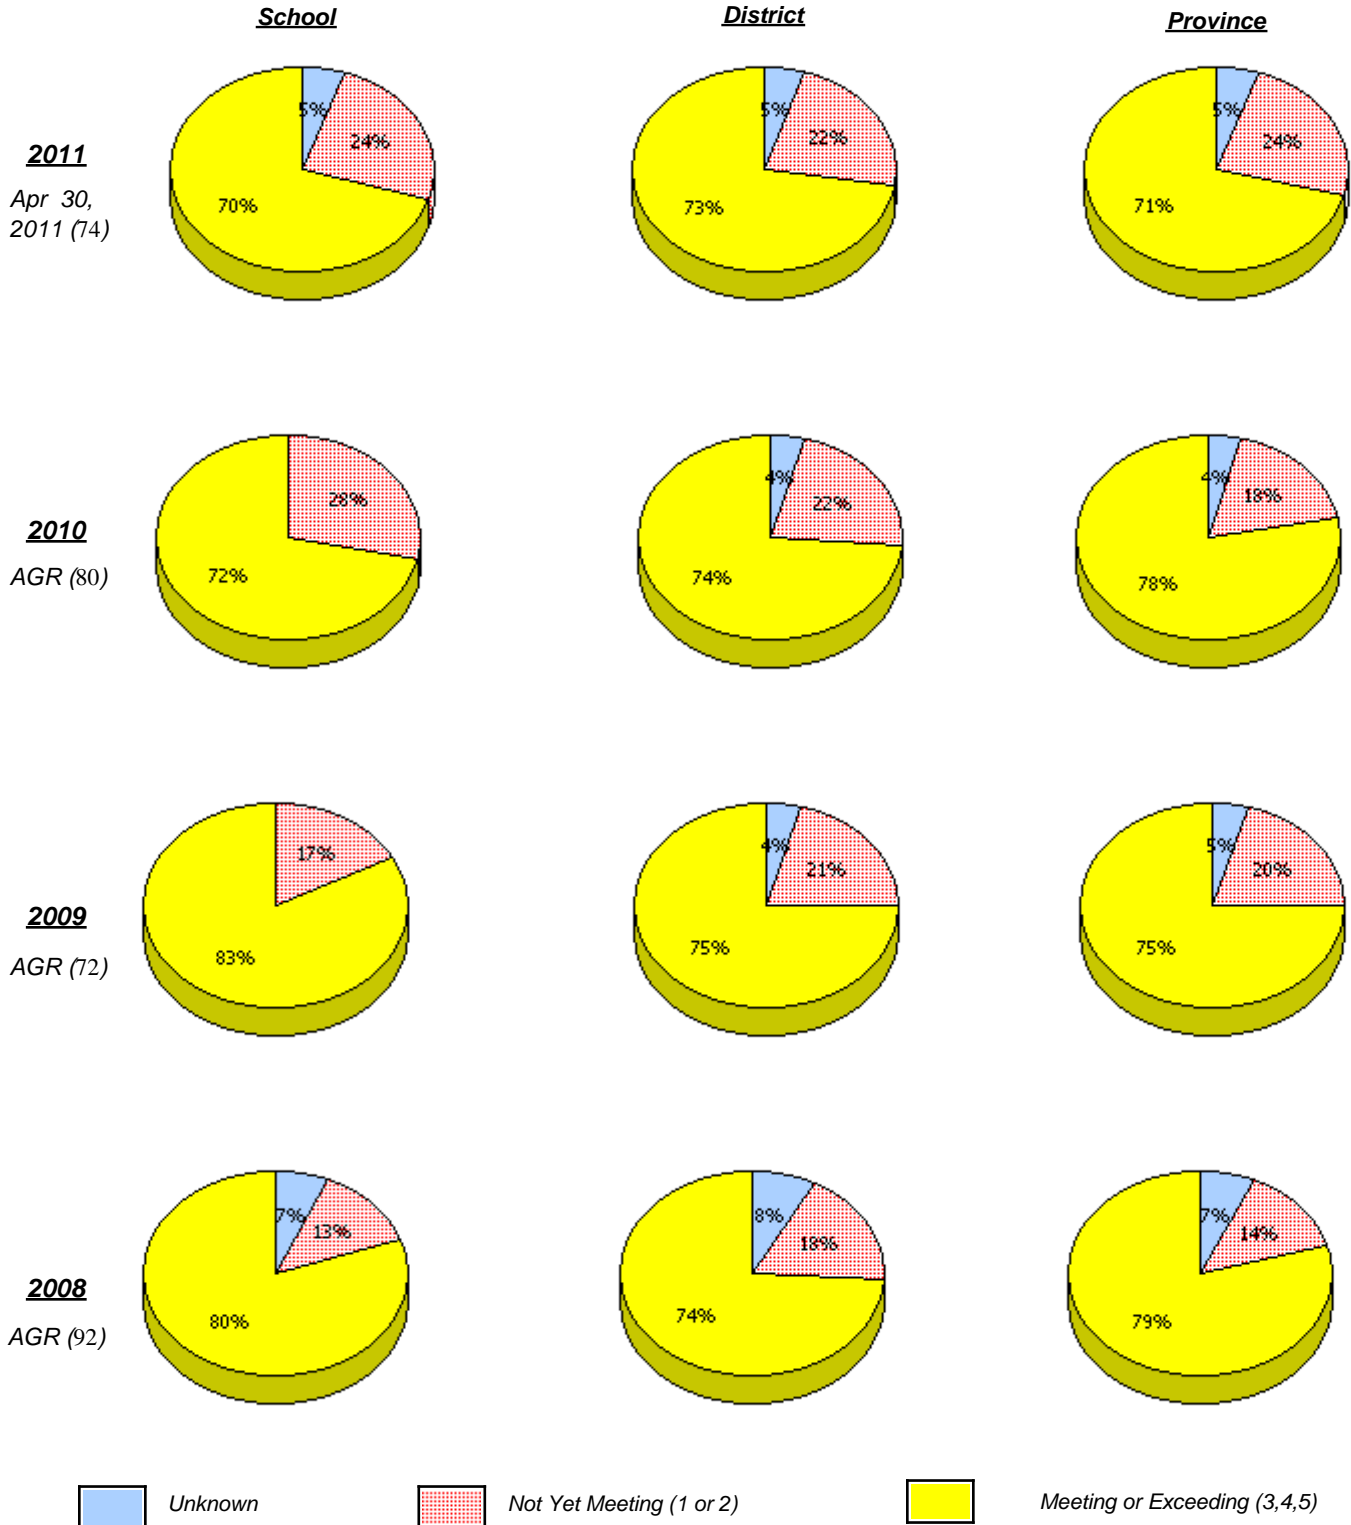 School District Province
5% 5% 5%
24% 22% 24%
2011
Apr 30,
70% 73% 71%
2011 (74)
4% 4%
28% 22% 18%
2010
AGR (80)
72% 74% 78%
4% 5%
17% 21% 20%
2009
83% 75% 75%
AGR (72)
7% 8% 7%
13% 18% 14%
2008
80% 74% 79%
AGR (92)
Unknown Not Yet Meeting (1 or 2) Meeting or Exceeding (3,4,5)